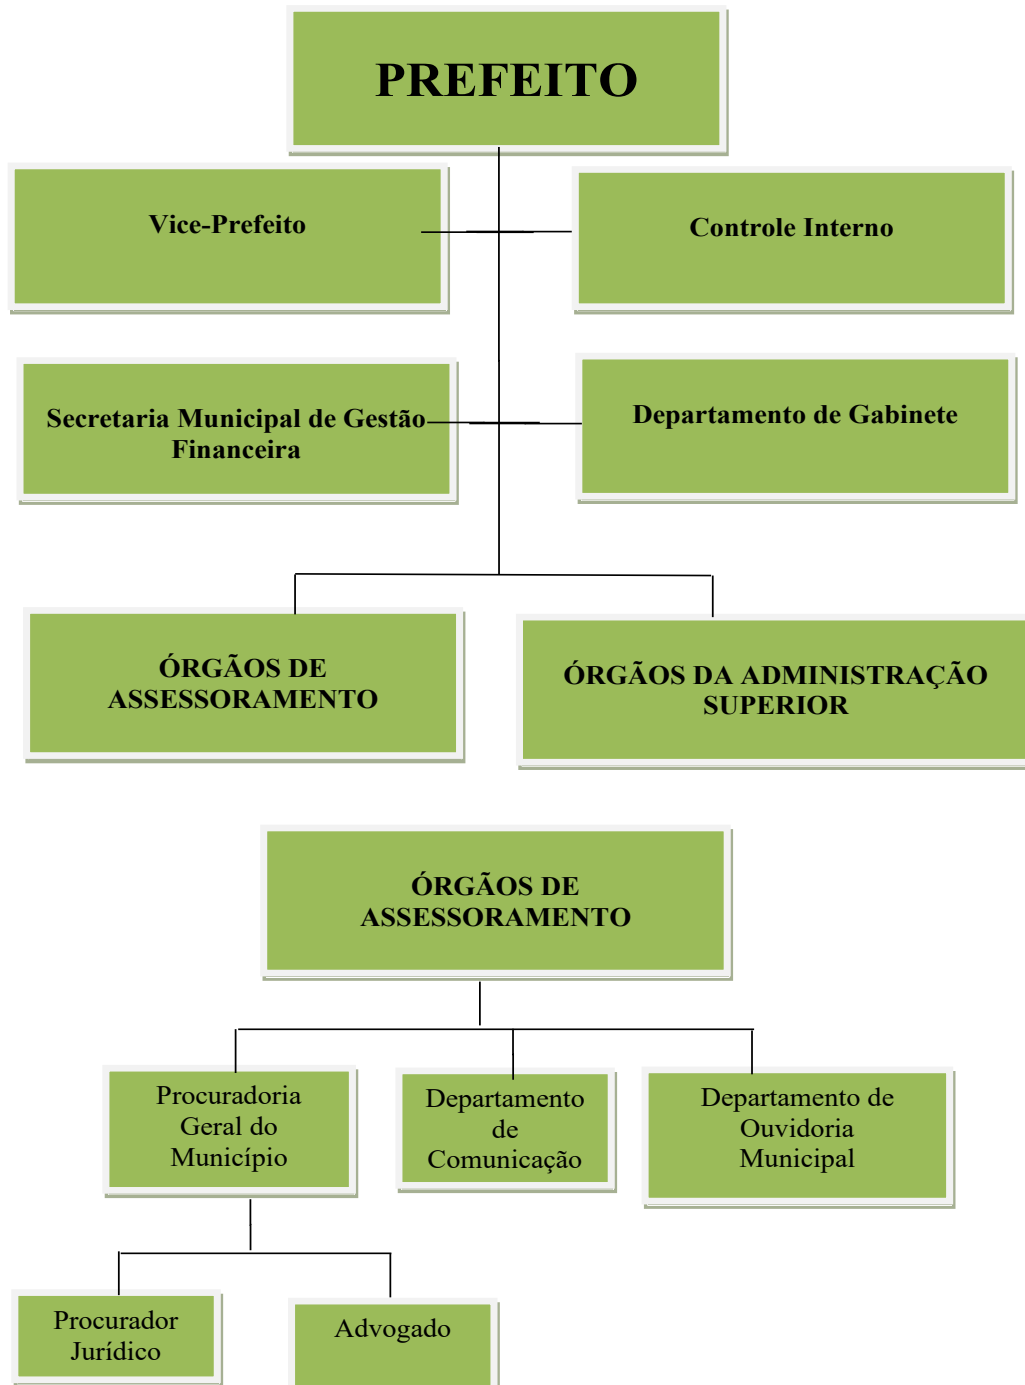 PREFEITO
Vice-Prefeito
Controle Interno
Secretaria Municipal de Gestão
Financeira
Departamento de Gabinete
ÓRGÃOS DE
ASSESSORAMENTO
ÓRGÃOS DA ADMINISTRAÇÃO
SUPERIOR
ÓRGÃOS DE
ASSESSORAMENTO
Procuradoria
Geral do
Município
Departamento
de
Comunicação
Departamento de
Ouvidoria
Municipal
Procurador
Jurídico
Advogado